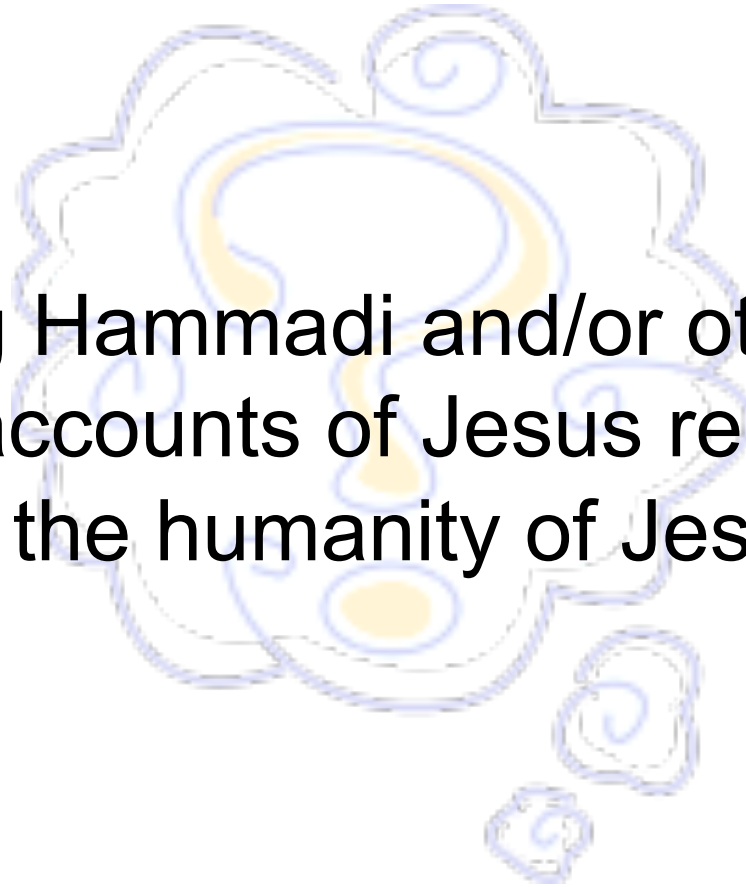 g Hammadi and/or ot
accounts of Jesus re
the humanity of Jes